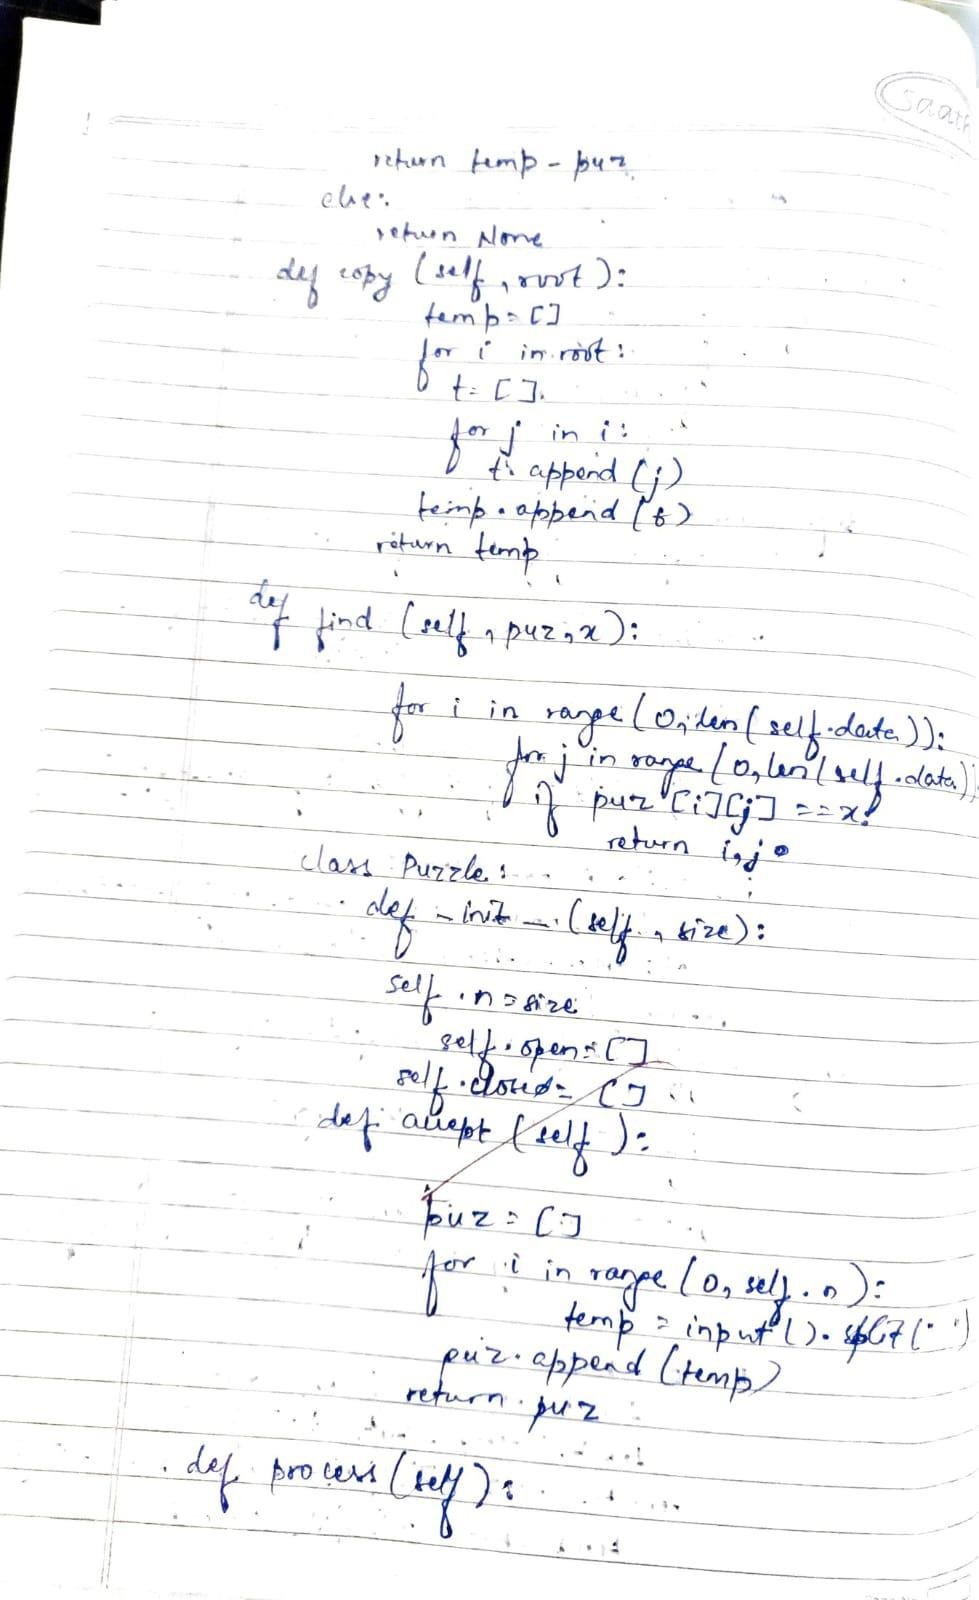 saath
return temp - puz
else:
return None
def copy (self, root):
temp = []
for i in root:
t = [].
for j in i:
t. append (j)
temp. append (t)
return temp
def find (self, puz, x):
for i in range (0, len (self.data)):
for j in range (0, len (self.data)
if puz [i][j] == x:
return i, j
class Puzzle:
def - init - (self, size):
self.n = size
self.open = []
self.closed = []
def accept (self):
puz = []
for i in range (0, self.n):
temp = input (). split (' ')
puz. append (temp)
return puz
def process (self):